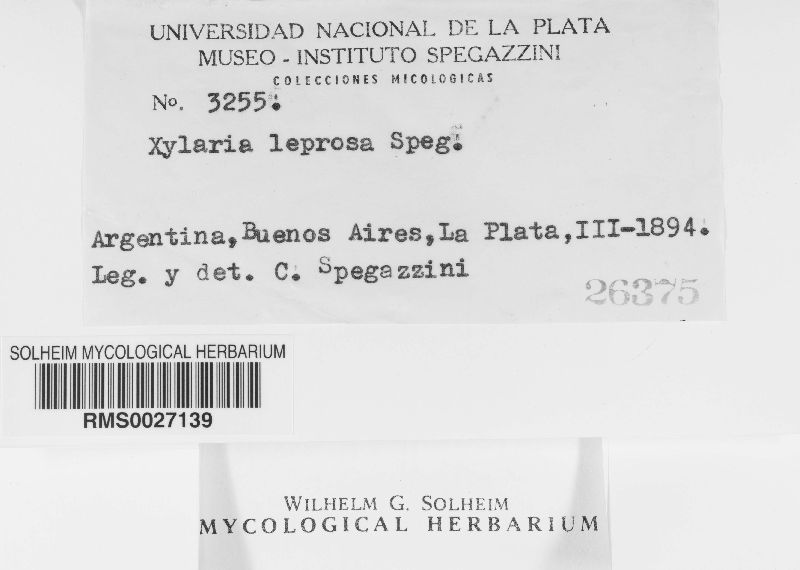 UNIVERSIDAD NACIONAL DE LA PLATA
MUSEO - INSTITUTO SPEGAZZINI
COLECCIONES MICOLOGICAS
No. 3255.
Xylaria leprosa Speg.
Argentina, Buenos Aires, La Plata, III-1894.
Leg. y det. C. Spegazzini
26375
SOLHEIM MYCOLOGICAL HERBARIUM
RMS0027139
WILHELM G. SOLHEIM
MYCOLOGICAL HERBARIUM